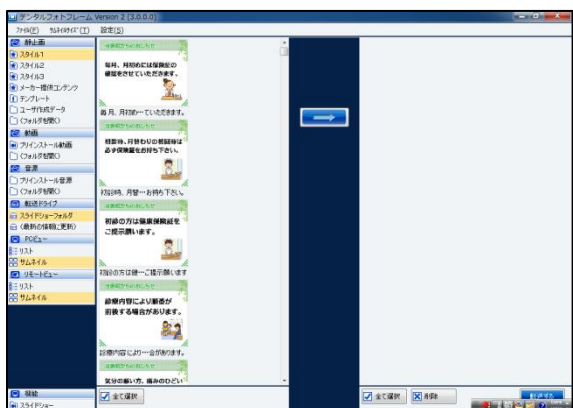 デンタルフォトフレーム Version 2 (3.0.0.0)
ファイル(F) サムネイルサイズ(I) 設定(S)
静止画
スタイル1
スタイル2
スタイル3
メーカー提供コンテンツ
テンプレート
ユーザ作成データ
(フォルダを開く)
動画
プリインストール動画
(フォルダを開く)
音源
プリインストール音源
(フォルダを開く)
転送ドライブ
スライドショーフォルダ
(最新の情報に更新)
PCビュー
リスト
サムネイル
リモートビュー
リスト
サムネイル
機能
スライドショー
毎月、月初めには保険証の
確認をさせていただきます。
毎月、月初め…ていただきます。
初診時、月替わりの初回時は
必ず保険証をお持ち下さい。
初診時、月替…お持ち下さい。
初診の方は健康保険証を
ご提示願います。
初診の方は健…ご提示願います
診療内容により順番が
前後する場合があります。
診療内容により…合があります。
気分の悪い方、痛みのひどい
全て選択
全て選択
削除
転送する